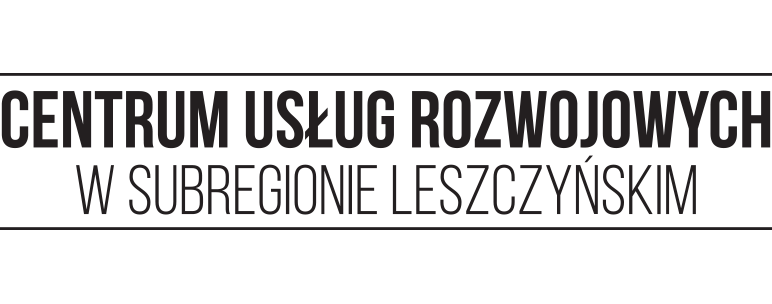 CENTRUM USŁUG ROZWOJOWYCH
W SUBREGIONIE LESZCZYŃSKIM